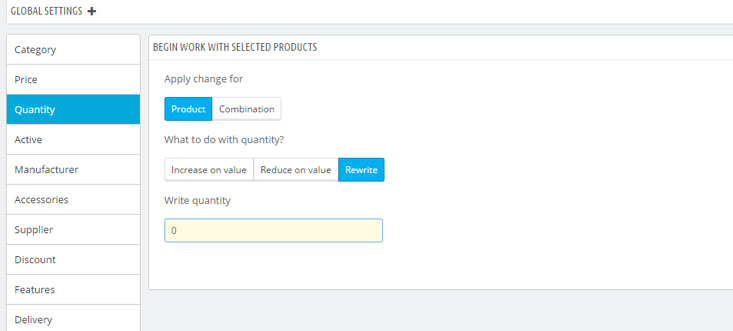 GLOBAL SETTINGS +
Category
Price
Quantity
Active
Manufacturer
Accessories
Supplier
Discount
Features
Delivery
BEGIN WORK WITH SELECTED PRODUCTS
Apply change for
Product Combination
What to do with quantity?
Increase on value Reduce on value Rewrite
Write quantity
0